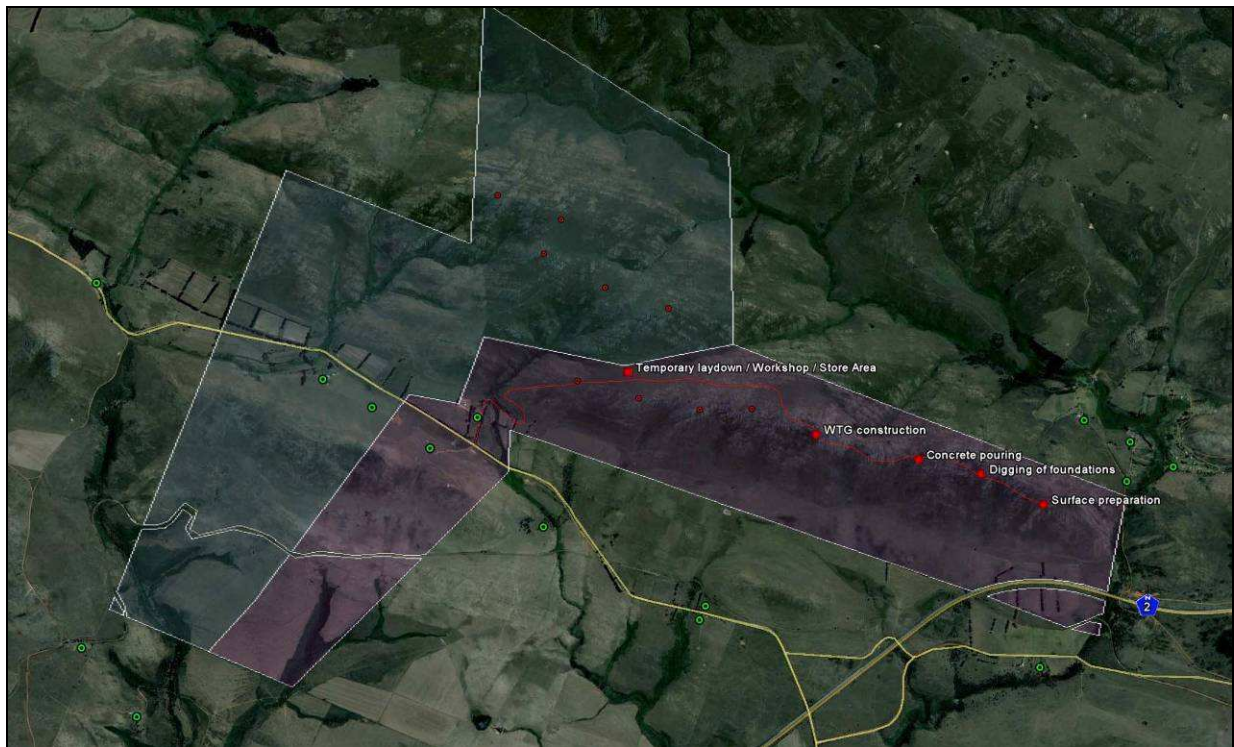 Temporary laydown / Workshop / Store Area
WTG construction
Concrete pouring
Digging of foundations
Surface preparation
N
2